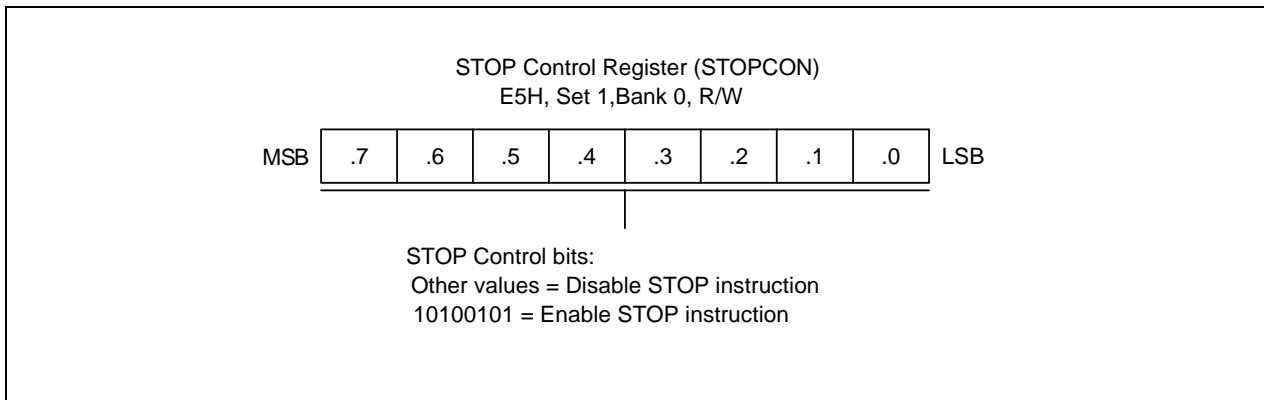 STOP Control Register (STOPCON)
E5H, Set 1,Bank 0, R/W
MSB .7 .6 .5 .4 .3 .2 .1 .0 LSB
STOP Control bits:
Other values = Disable STOP instruction
10100101 = Enable STOP instruction